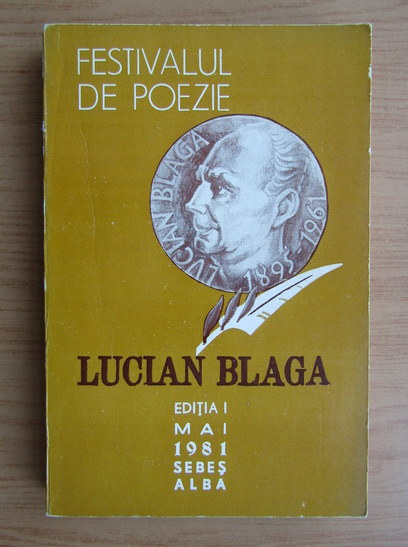 FESTIVALUL
DE POEZIE
LUCIAN BLAGA 1895-1961
LUCIAN BLAGA
EDIȚIA I
MAI
1981
SEBEȘ
ALBA